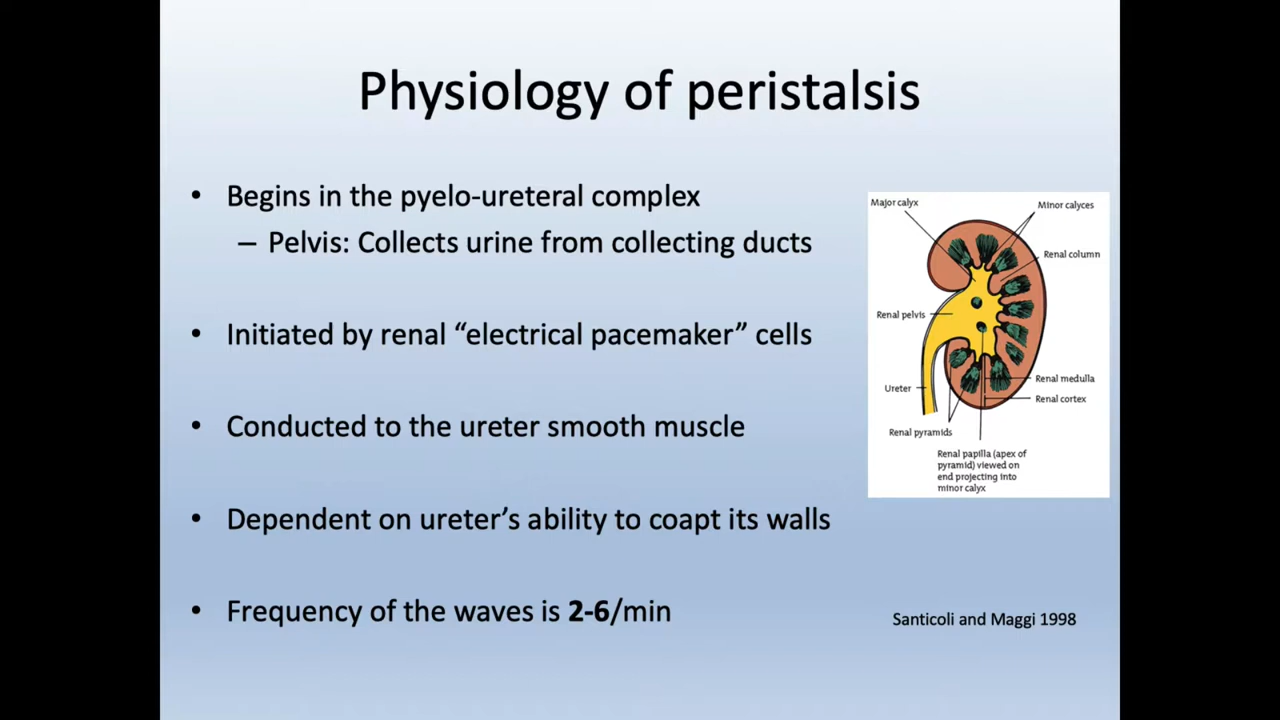 Physiology of peristalsis
• Begins in the pyelo-ureteral complex
– Pelvis: Collects urine from collecting ducts
• Initiated by renal “electrical pacemaker” cells
• Conducted to the ureter smooth muscle
• Dependent on ureter’s ability to coapt its walls
• Frequency of the waves is 2-6/min
Major calyx
Minor calyces
Renal column
Renal pelvis
Ureter
Renal medulla
Renal cortex
Renal pyramids
Renal papilla (apex of
pyramid) viewed on
end projecting into
minor calyx
Santicoli and Maggi 1998